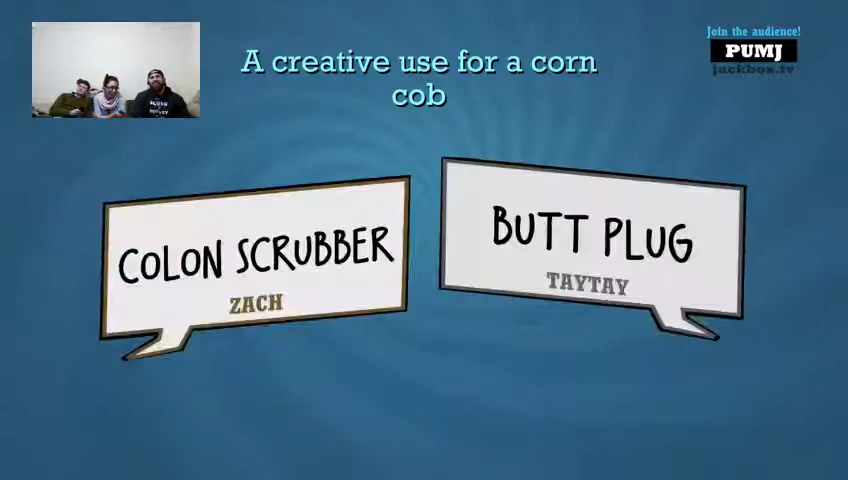 Join the audience!
PUMJ
jackbox.tv
A creative use for a corn
cob
COLON SCRUBBER
ZACH
BUTT PLUG
TAYTAY